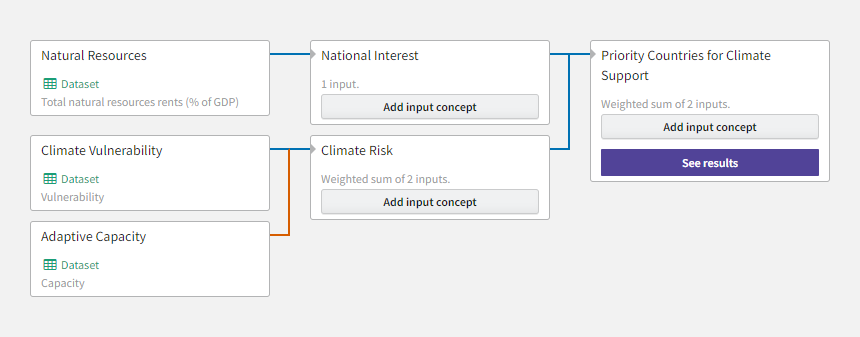 Natural Resources
Dataset
Total natural resources rents (% of GDP)
Climate Vulnerability
Dataset
Vulnerability
Adaptive Capacity
Dataset
Capacity
National Interest
1 input.
Add input concept
Climate Risk
Weighted sum of 2 inputs.
Add input concept
Priority Countries for Climate
Support
Weighted sum of 2 inputs.
Add input concept
See results